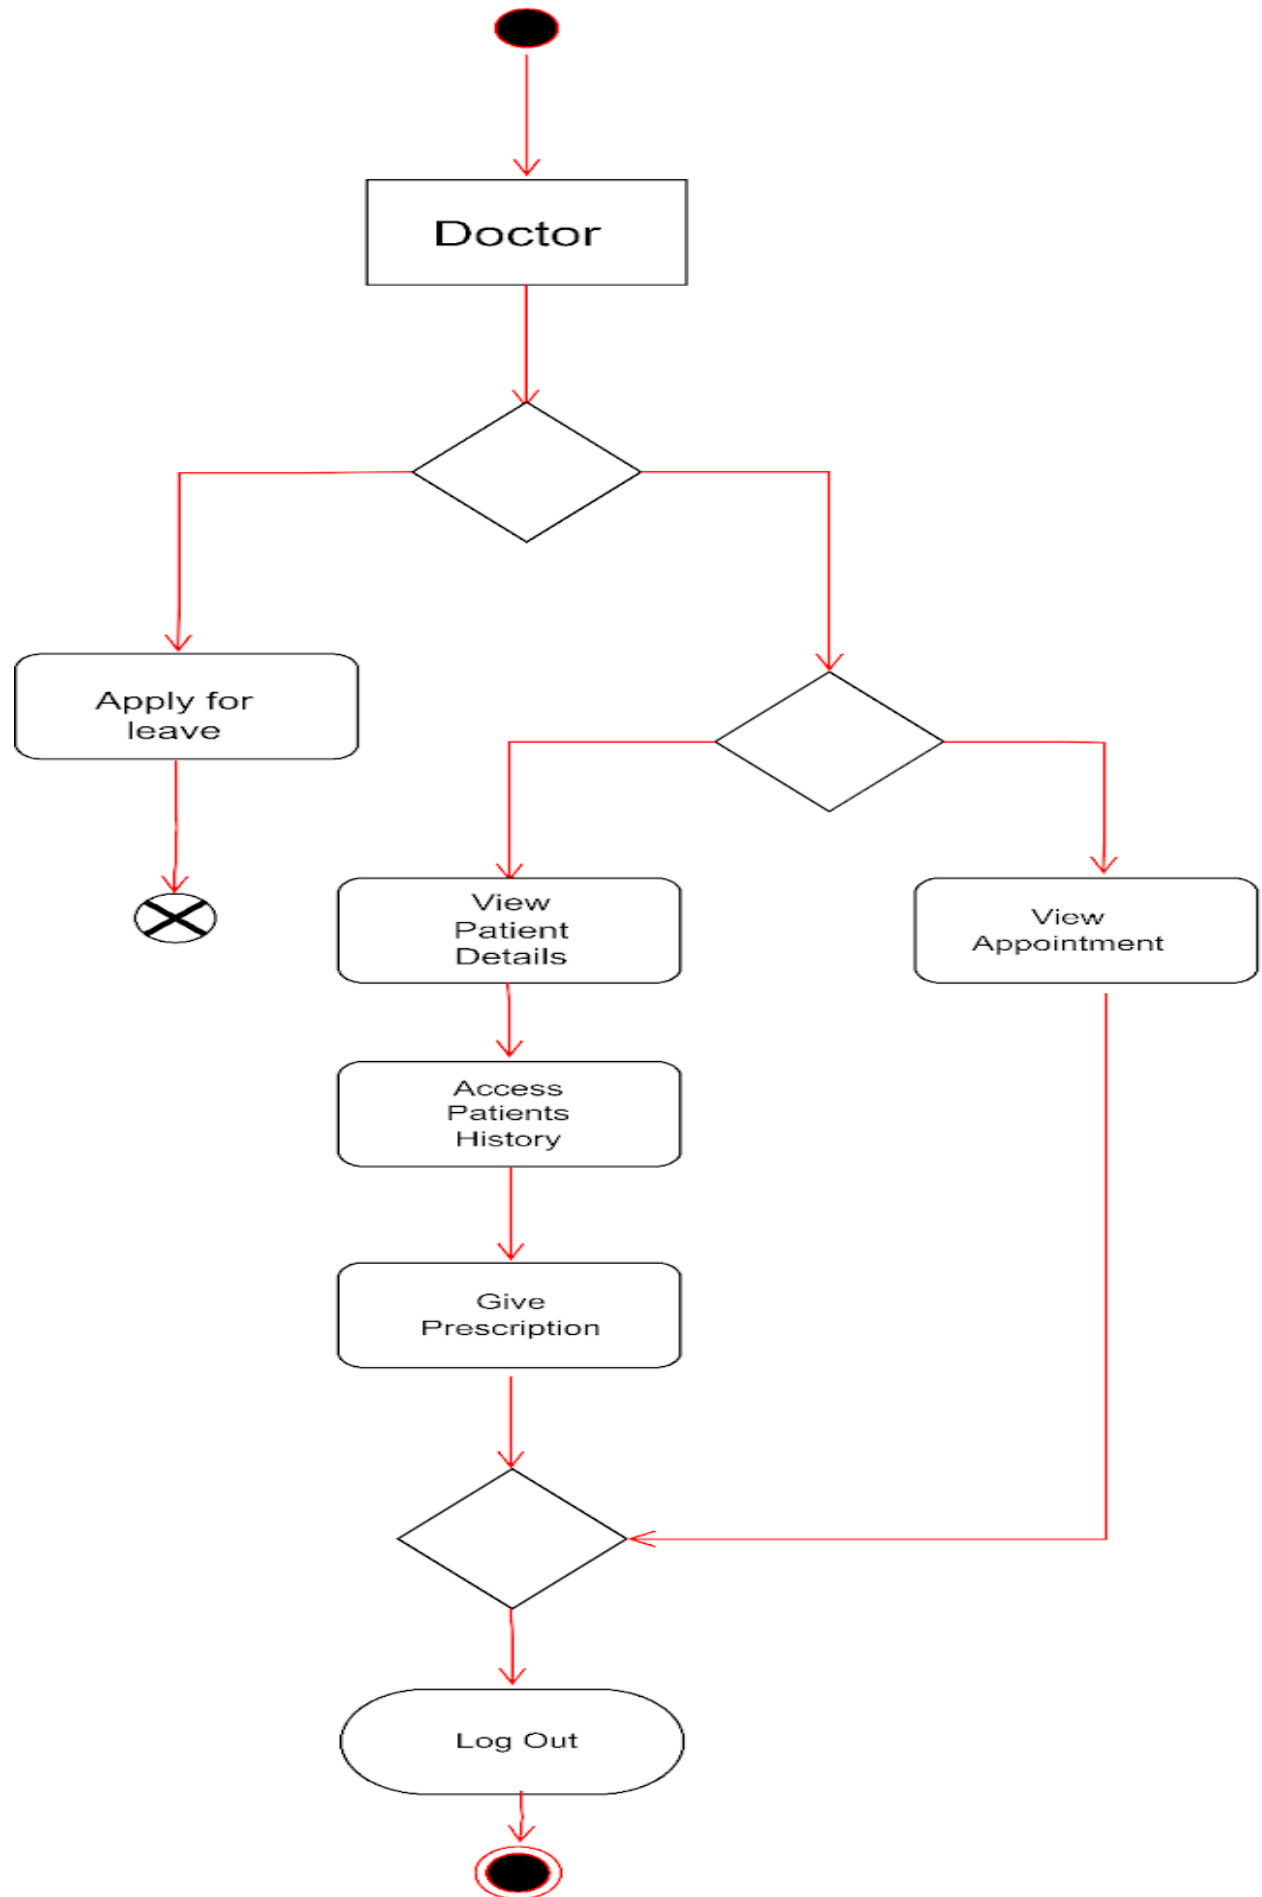 Doctor
Apply for
leave
View
Patient
Details
View
Appointment
Access
Patients
History
Give
Prescription
Log Out